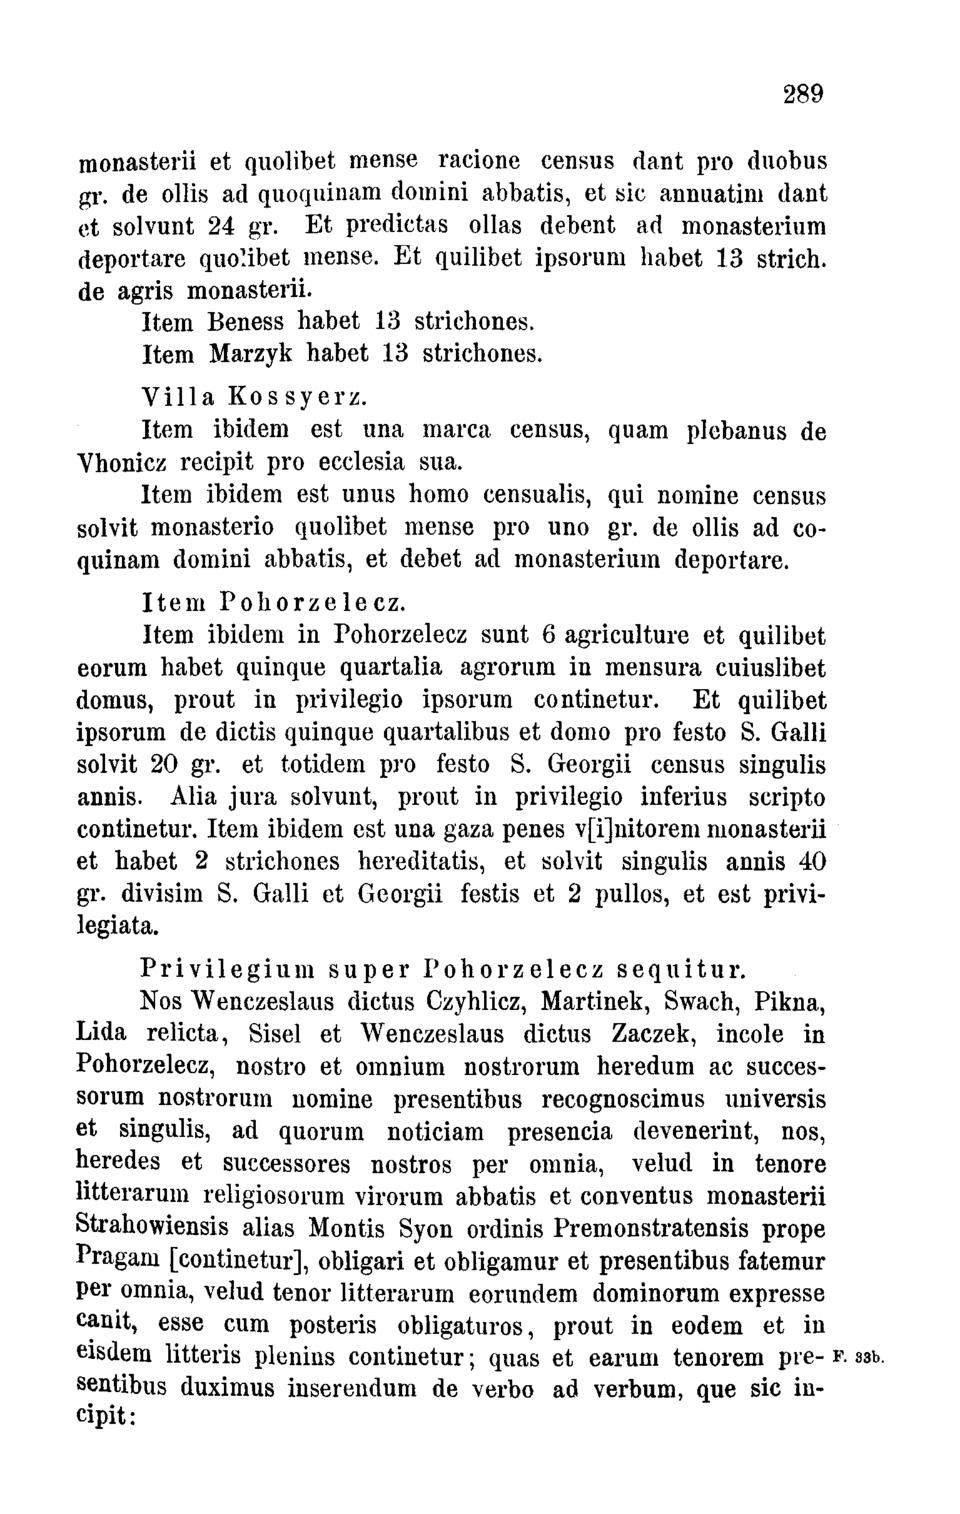 289
monasterii et quolibet mense racione census dant pro duobus
gr. de ollis ad quoquinam domini abbatis, et sic annuatim dant
et solvunt 24 gr. Et predictas ollas debent ad monasterium
deportare quolibet mense. Et quilibet ipsorum habet 13 strich.
de agris monasterii.
Item Beness habet 13 strichones.
Item Marzyk habet 13 strichones.
Villa Kossyerz.
Item ibidem est una marca census, quam plebanus de
Vhonicz recipit pro ecclesia sua.
Item ibidem est unus homo censualis, qui nomine census
solvit monasterio quolibet mense pro uno gr. de ollis ad co-
quinam domini abbatis, et debet ad monasterium deportare.
Item Pohorzelecz.
Item ibidem in Pohorzelecz sunt 6 agriculture et quilibet
eorum habet quinque quartalia agrorum in mensura cuiuslibet
domus, prout in privilegio ipsorum continetur. Et quilibet
ipsorum de dictis quinque quartalibus et domo pro festo S. Galli
solvit 20 gr. et totidem pro festo S. Georgii census singulis
annis. Alia jura solvunt, prout in privilegio inferius scripto
continetur. Item ibidem est una gaza penes v[i]nitorem monasterii
et habet 2 strichones hereditatis, et solvit singulis annis 40
gr. divisim S. Galli et Georgii festis et 2 pullos, et est privi-
legiata.
Privilegium super Pohorzelecz sequitur.
Nos Wenczeslaus dictus Czyhlicz, Martinek, Swach, Pikna,
Lida relicta, Sisel et Wenczeslaus dictus Zaczek, incole in
Pohorzelecz, nostro et omnium nostrorum heredum ac succes-
sorum nostrorum nomine presentibus recognoscimus universis
et singulis, ad quorum noticiam presencia devenerint, nos,
heredes et successores nostros per omnia, velud in tenore
litterarum religiosorum virorum abbatis et conventus monasterii
Strahowiensis alias Montis Syon ordinis Premonstratensis prope
Pragam [continetur], obligari et obligamur et presentibus fatemur
per omnia, velud tenor litterarum eorundem dominorum expresse
canit, esse cum posteris obligaturos, prout in eodem et in
eisdem litteris plenius continetur; quas et earum tenorem pre- F. 33b.
sentibus duximus inserendum de verbo ad verbum, que sic in-
cipit: